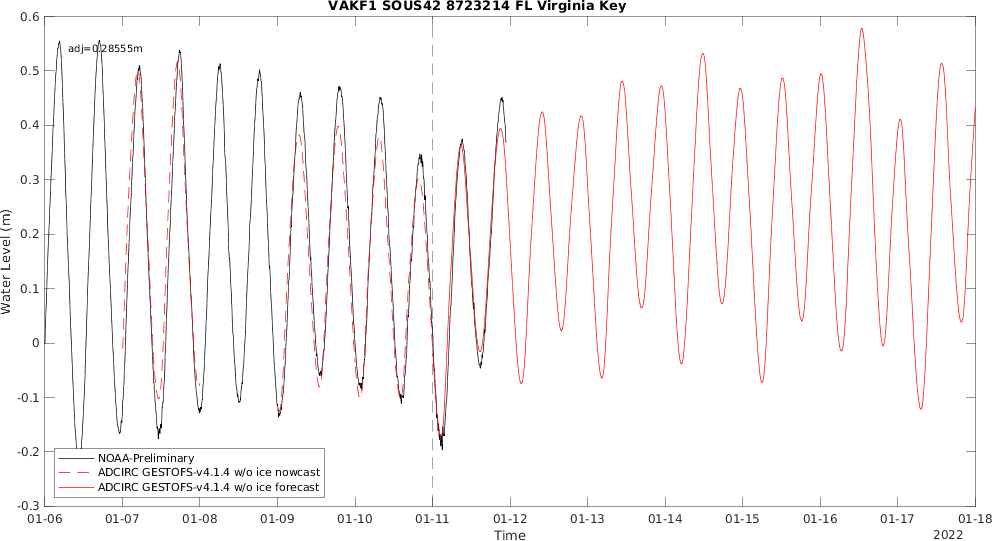 VAKF1 SOUS42 8723214 FL Virginia Key
adj=0.28555m
Water Level (m)
0.6
0.5
0.4
0.3
0.2
0.1
0
-0.1
-0.2
-0.3
NOAA-Preliminary
ADCIRC GESTOFS-v4.1.4 w/o ice nowcast
ADCIRC GESTOFS-v4.1.4 w/o ice forecast
01-06 01-07 01-08 01-09 01-10 01-11 01-12 01-13 01-14 01-15 01-16 01-17 01-18
Time
2022